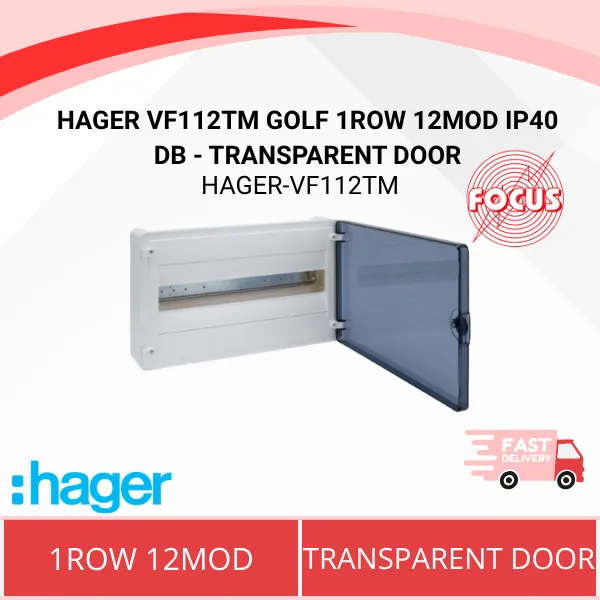 HAGER VF112TM GOLF 1ROW 12MOD IP40
DB - TRANSPARENT DOOR
HAGER-VF112TM
FOCUS
FAST
DELIVERY
:hager
1ROW 12MOD
TRANSPARENT DOOR